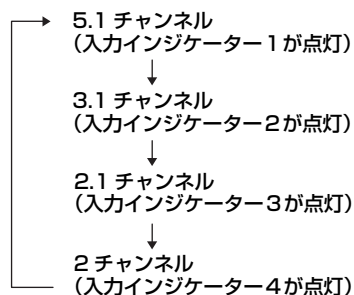 5.1 チャンネル
（入力インジケーター1が点灯）
3.1 チャンネル
（入力インジケーター2が点灯）
2.1 チャンネル
（入力インジケーター3が点灯）
2 チャンネル
（入力インジケーター4が点灯）